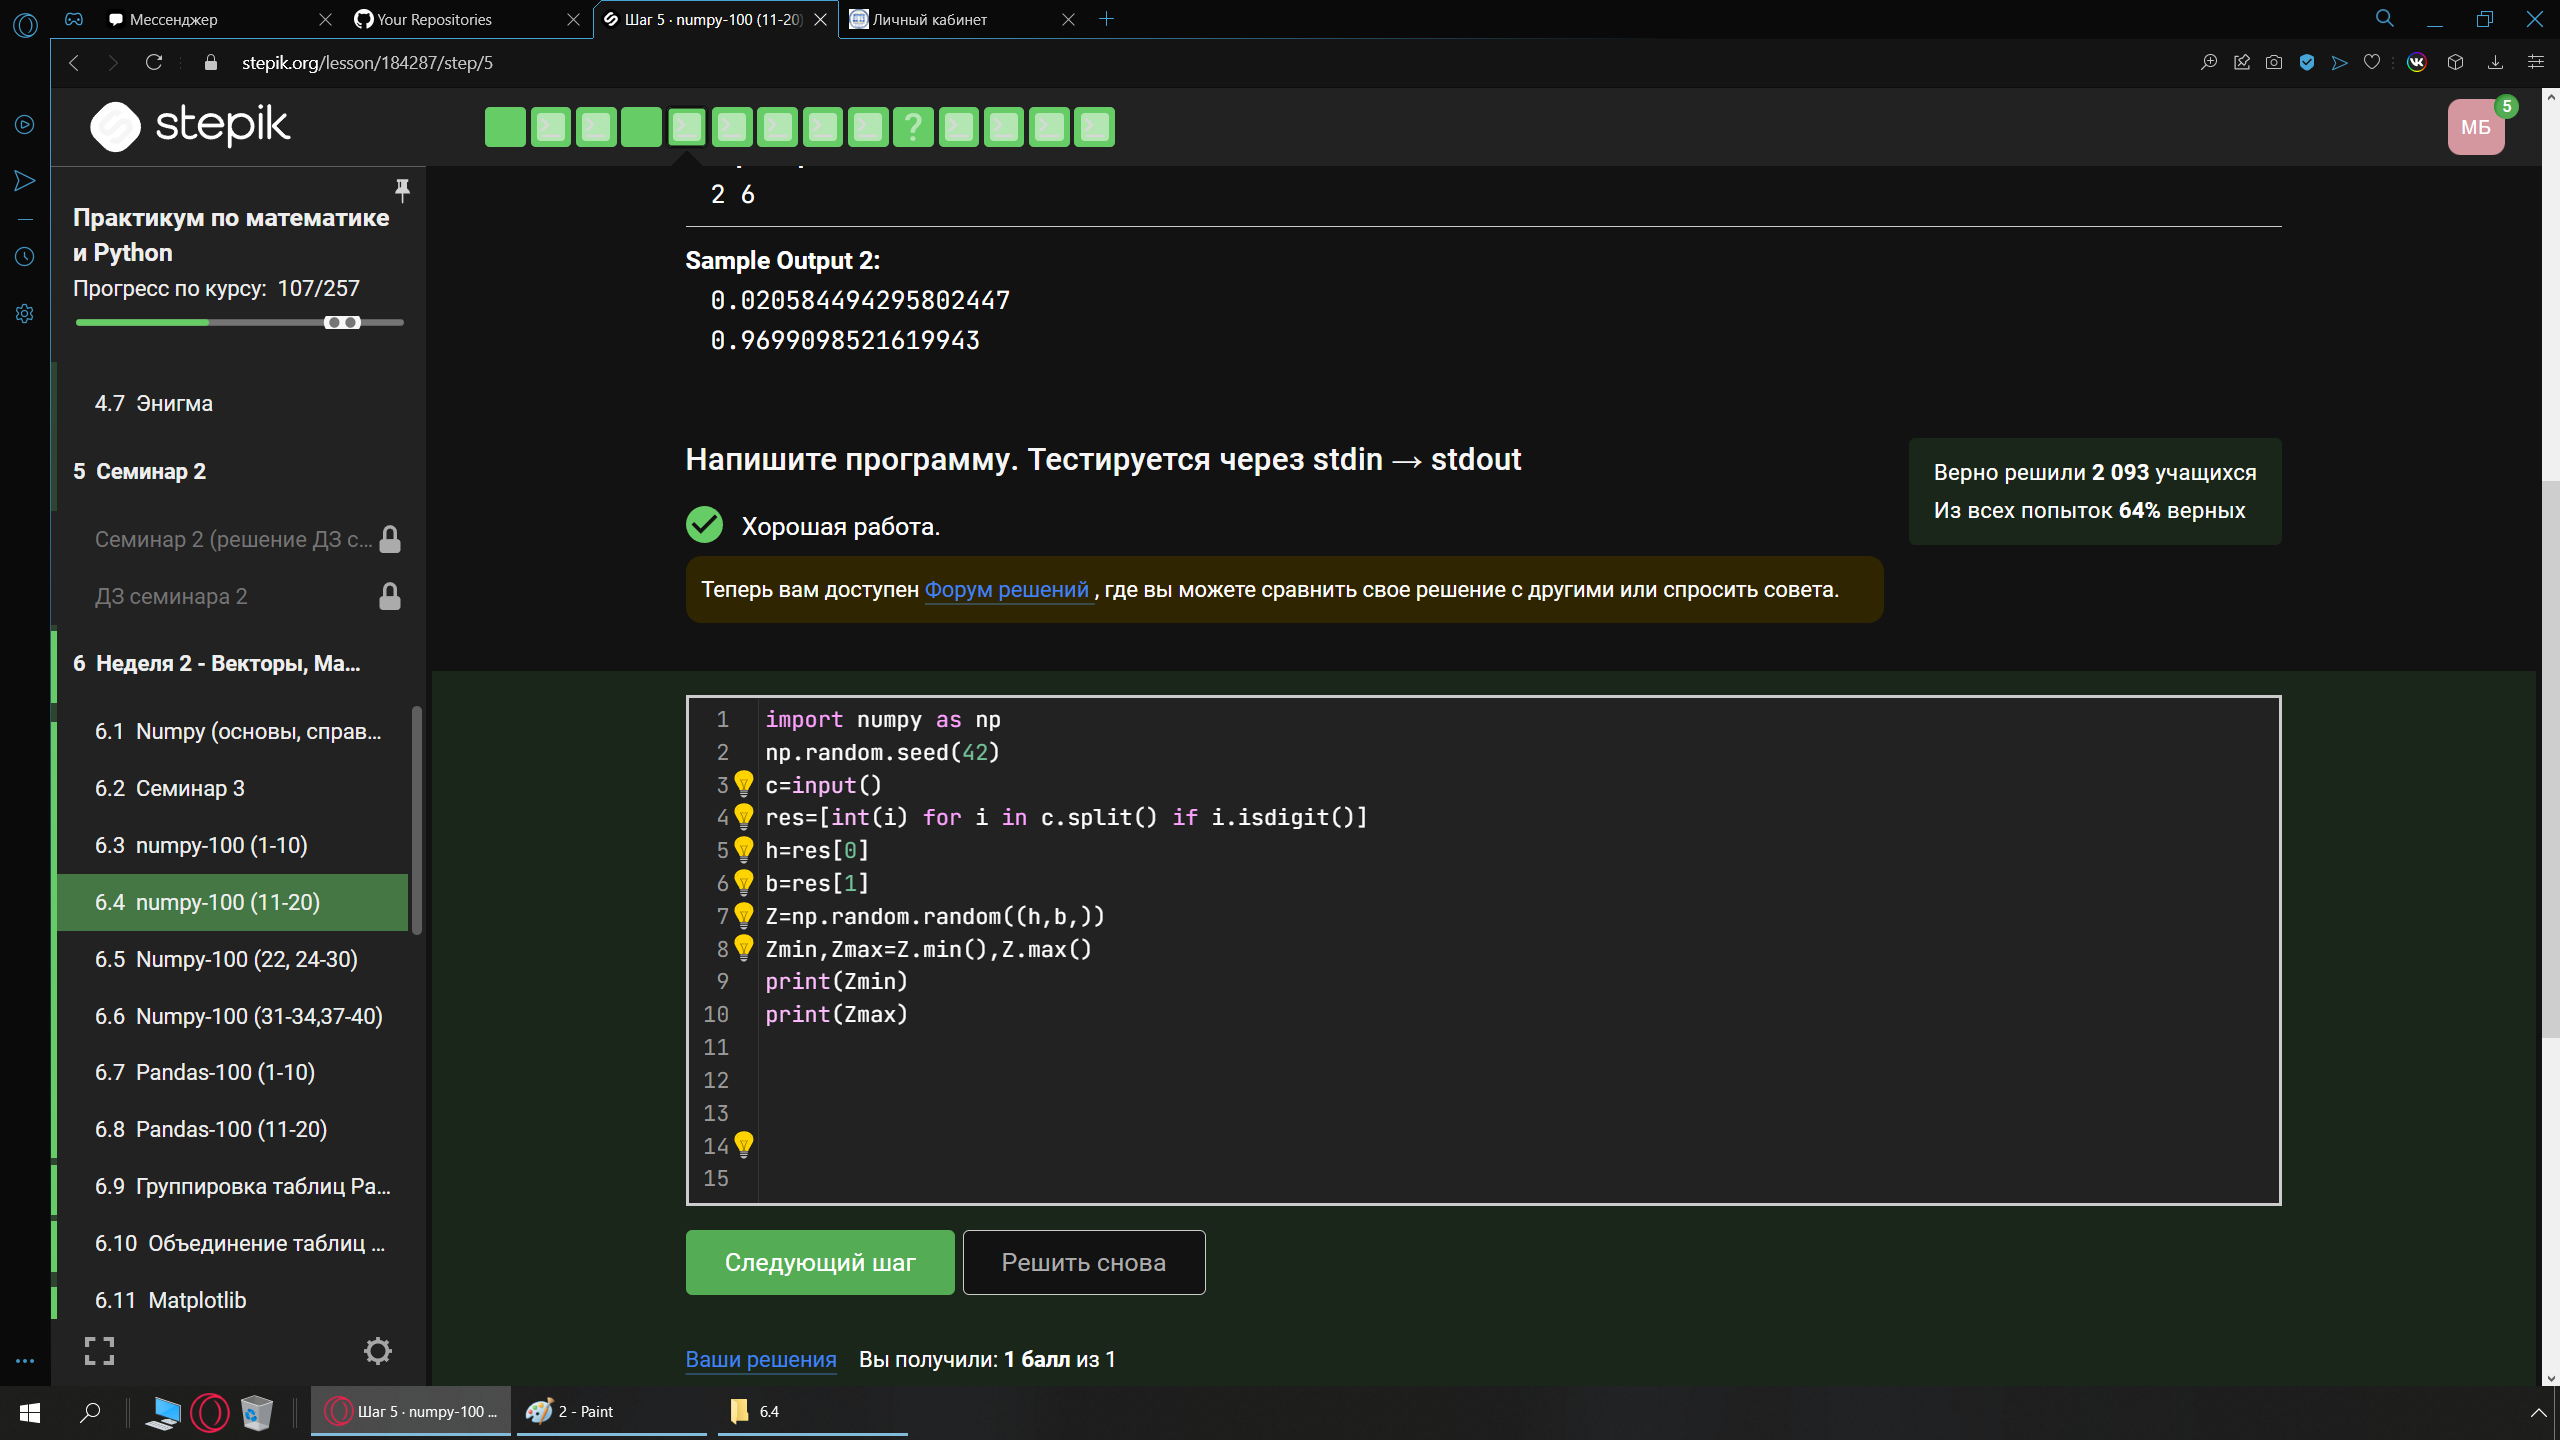 Мессенджер
Your Repositories
Шаг 5 · numpy-100 (11-20)
Личный кабинет
stepik.org/lesson/184287/step/5
stepik
МБ
5
Практикум по математике
и Python
Прогресс по курсу: 107/257
4.7 Энигма
5 Семинар 2
Семинар 2 (решение ДЗ с...
ДЗ семинара 2
6 Неделя 2 - Векторы, Ма...
6.1 Numpy (основы, справ...
6.2 Семинар 3
6.3 numpy-100 (1-10)
6.4 numpy-100 (11-20)
6.5 Numpy-100 (22, 24-30)
6.6 Numpy-100 (31-34,37-40)
6.7 Pandas-100 (1-10)
6.8 Pandas-100 (11-20)
6.9 Группировка таблиц Pa...
6.10 Объединение таблиц ...
6.11 Matplotlib
2 6
Sample Output 2:
0.020584494295802447
0.9699098521619943
Напишите программу. Тестируется через stdin → stdout
Верно решили 2 093 учащихся
Из всех попыток 64% верных
Хорошая работа.
Теперь вам доступен Форум решений , где вы можете сравнить свое решение с другими или спросить совета.
1 import numpy as np
2 np.random.seed(42)
3 c=input()
4 res=[int(i) for i in c.split() if i.isdigit()]
5 h=res[0]
6 b=res[1]
7 Z=np.random.random((h,b,))
8 Zmin,Zmax=Z.min(),Z.max()
9 print(Zmin)
10 print(Zmax)
11
12
13
14
15
Следующий шаг
Решить снова
Ваши решения Вы получили: 1 балл из 1
Шаг 5 · numpy-100 ...
2 - Paint
6.4